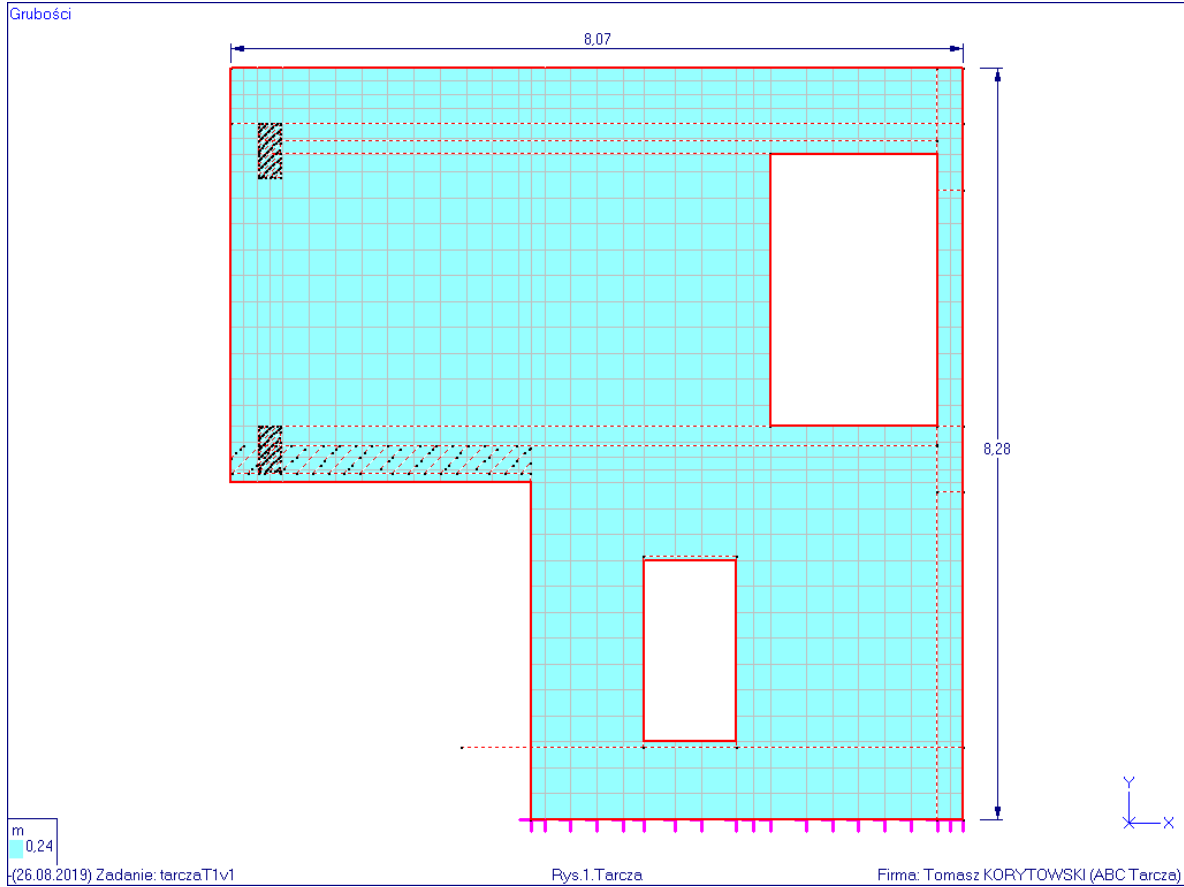 Grubości
8,07
8,28
Y
X
m
0,24
-(26.08.2019) Zadanie: tarczaT1v1
Rys.1.Tarcza
Firma: Tomasz KORYTOWSKI (ABC Tarcza)